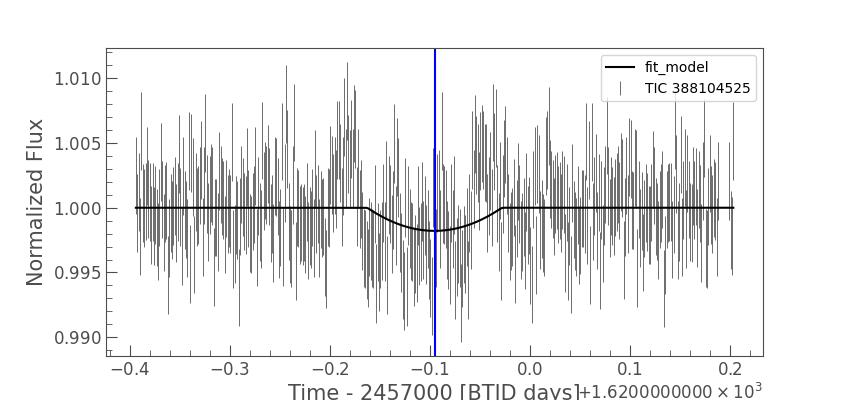 fit_model
TIC 388104525
Normalized Flux
1.010
1.005
1.000
0.995
0.990
−0.4 −0.3 −0.2 −0.1 0.0 0.1 0.2
Time - 2457000 [BTJD days]
+1.6200000000 × 10³